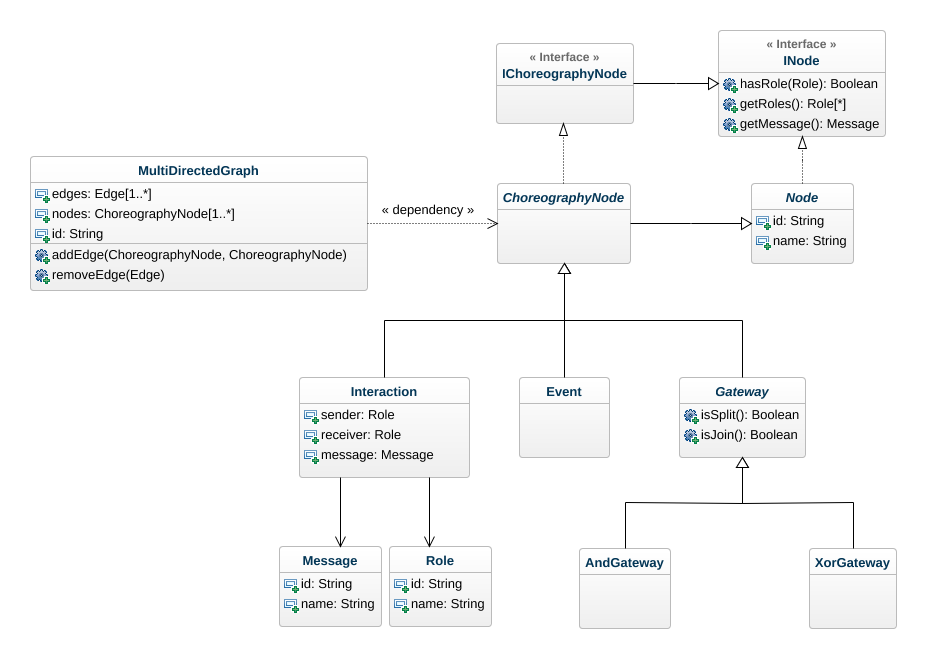 « Interface »
IChoreographyNode
« Interface »
INode
hasRole(Role): Boolean
getRoles(): Role[*]
getMessage(): Message
MultiDirectedGraph
edges: Edge[1..*]
nodes: ChoreographyNode[1..*]
id: String
addEdge(ChoreographyNode, ChoreographyNode)
removeEdge(Edge)
« dependency »
ChoreographyNode
Node
id: String
name: String
Interaction
sender: Role
receiver: Role
message: Message
Event
Gateway
isSplit(): Boolean
isJoin(): Boolean
Message
id: String
name: String
Role
id: String
name: String
AndGateway
XorGateway